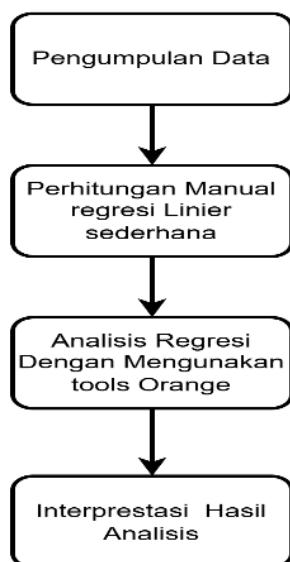 Pengumpulan Data
Perhitungan Manual
regresi Linier
sederhana
Analisis Regresi
Dengan Mengunakan
tools Orange
Interprestasi Hasil
Analisis